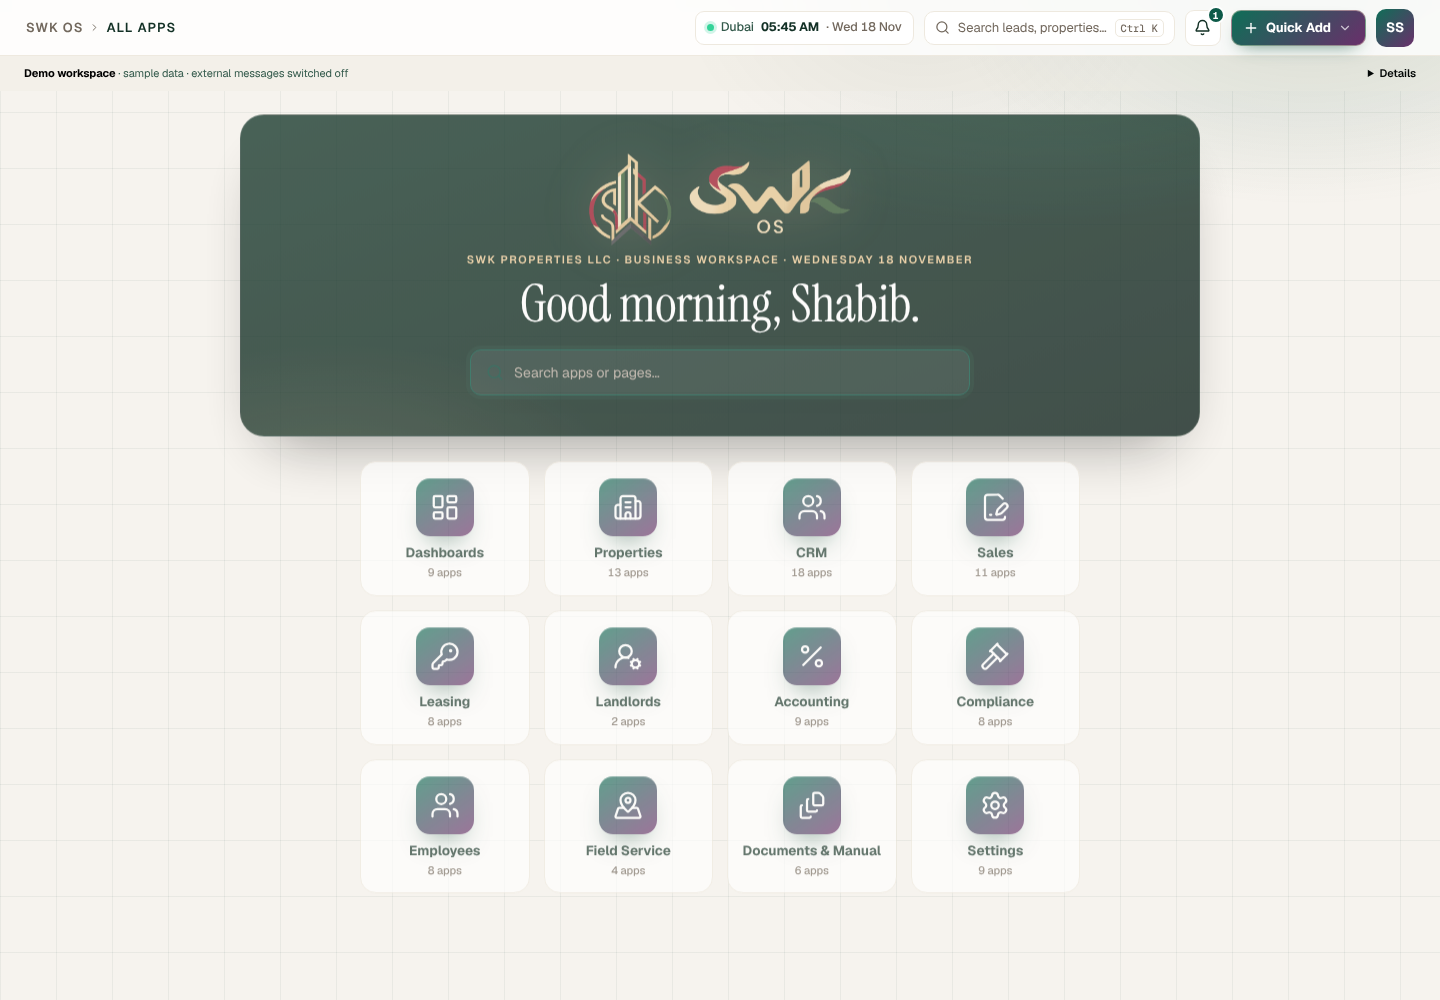 SWK OS › ALL APPS
Dubai 05:45 AM · Wed 18 Nov
Search leads, properties... Ctrl K
1
+ Quick Add
SS
Demo workspace · sample data · external messages switched off
Details
SK
Swk
OS
SWK PROPERTIES LLC · BUSINESS WORKSPACE · WEDNESDAY 18 NOVEMBER
Good morning, Shabib.
Search apps or pages...
Dashboards
9 apps
Properties
13 apps
CRM
18 apps
Sales
11 apps
Leasing
8 apps
Landlords
2 apps
Accounting
9 apps
Compliance
8 apps
Employees
8 apps
Field Service
4 apps
Documents & Manual
6 apps
Settings
9 apps